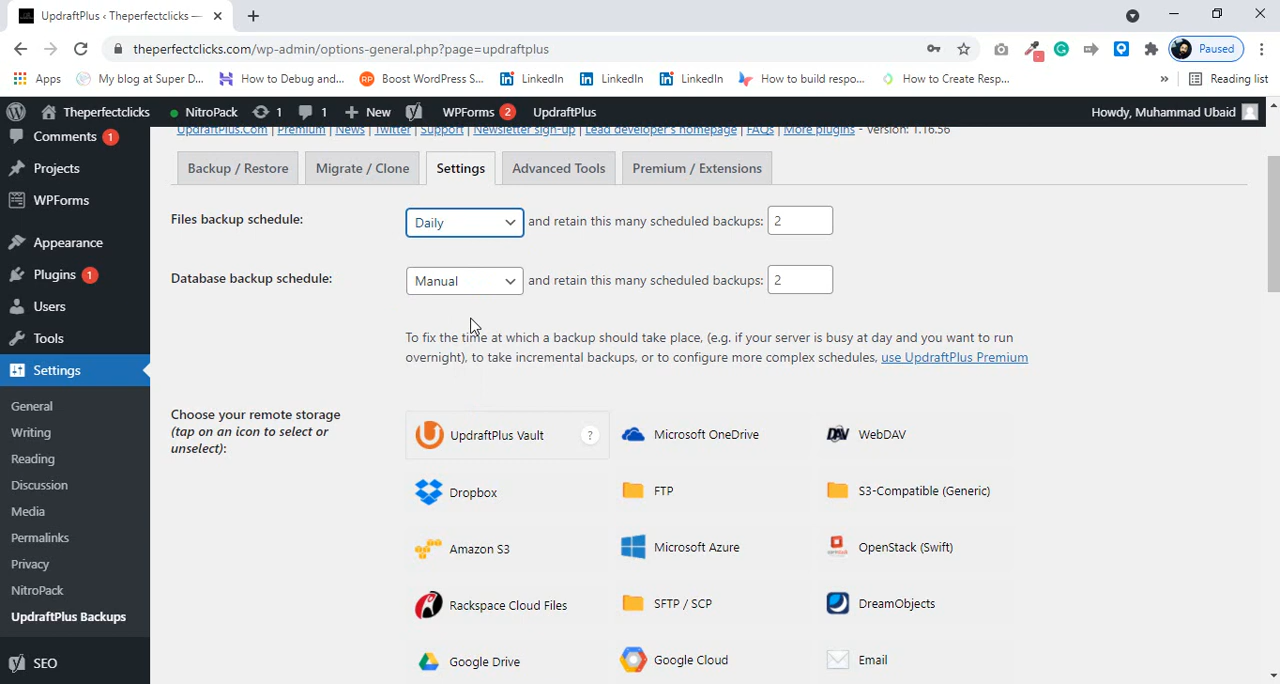 UpdraftPlus ‹ Theperfectclicks —
theperfectclicks.com/wp-admin/options-general.php?page=updraftplus
Paused
Apps
My blog at Super D...
How to Debug and...
Boost WordPress S...
LinkedIn
LinkedIn
LinkedIn
How to build respo...
How to Create Resp...
»
Reading list
Theperfectclicks
NitroPack
1
1
New
WPForms 2
UpdraftPlus
Howdy, Muhammad Ubaid
Comments 1
Projects
WPForms
Appearance
Plugins 1
Users
Tools
Settings
General
Writing
Reading
Discussion
Media
Permalinks
Privacy
NitroPack
UpdraftPlus Backups
SEO
UpdraftPlus.Com | Premium | News | Twitter | Support | Newsletter sign-up | Lead developer's homepage | FAQs | More plugins - Version: 1.16.56
Backup / Restore
Migrate / Clone
Settings
Advanced Tools
Premium / Extensions
Files backup schedule:
Daily
and retain this many scheduled backups: 2
Database backup schedule:
Manual
and retain this many scheduled backups: 2
To fix the time at which a backup should take place, (e.g. if your server is busy at day and you want to run
overnight), to take incremental backups, or to configure more complex schedules, use UpdraftPlus Premium
Choose your remote storage
(tap on an icon to select or
unselect):
UpdraftPlus Vault ?
Microsoft OneDrive
DAV WebDAV
Dropbox
FTP
S3-Compatible (Generic)
Amazon S3
Microsoft Azure
OpenStack (Swift)
Rackspace Cloud Files
SFTP / SCP
DreamObjects
Google Drive
Google Cloud
Email